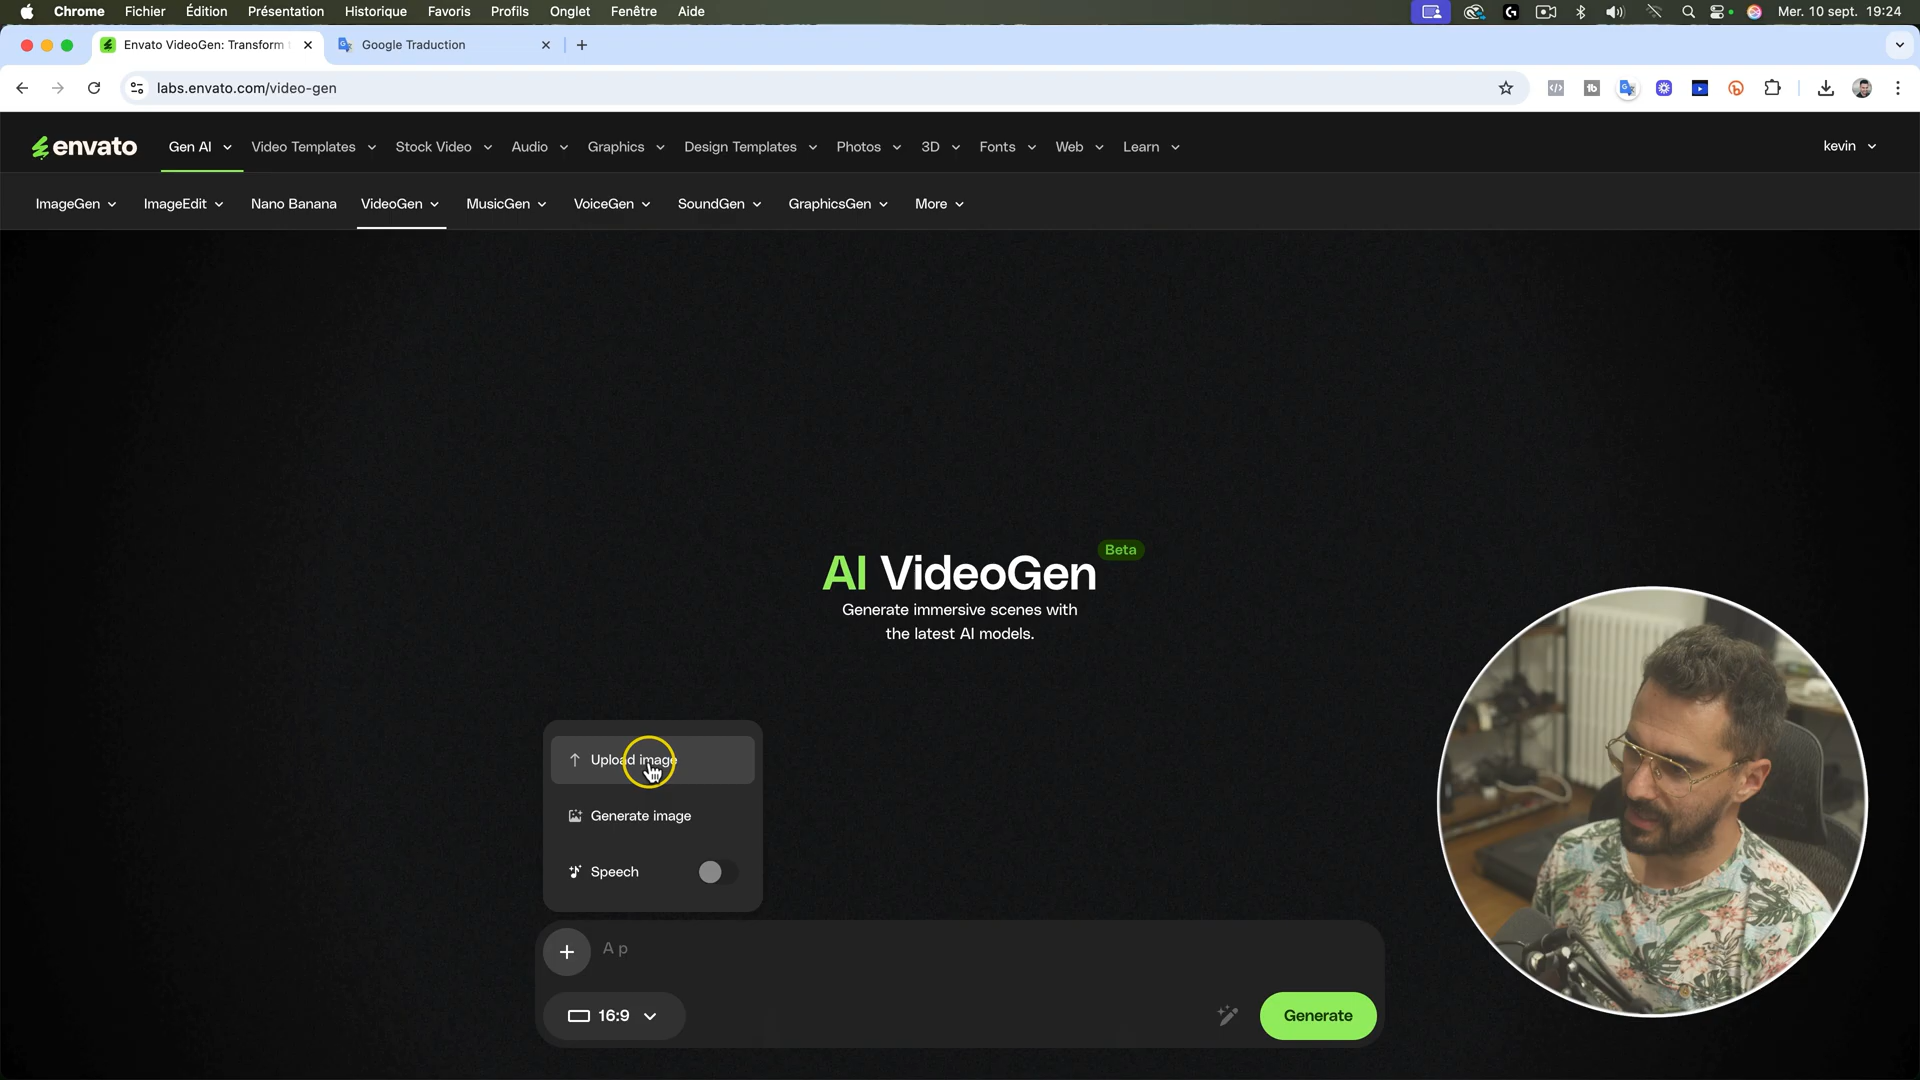 Chrome Fichier Édition Présentation Historique Favoris Profils Onglet Fenêtre Aide Mer. 10 sept. 19:24
Envato VideoGen: Transform
Google Traduction
labs.envato.com/video-gen
envato Gen AI Video Templates Stock Video Audio Graphics Design Templates Photos 3D Fonts Web Learn kevin
ImageGen ImageEdit Nano Banana VideoGen MusicGen VoiceGen SoundGen GraphicsGen More
AI VideoGen Beta
Generate immersive scenes with
the latest AI models.
Upload image
Generate image
Speech
A p
16:9 Generate